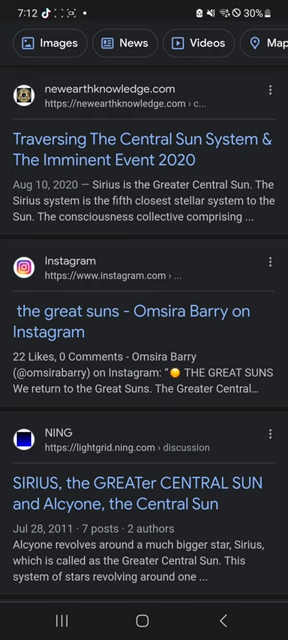 7:12
30%
Images
News
Videos
Map
newearthknowledge.com
https://newearthknowledge.com › c...
Traversing The Central Sun System &
The Imminent Event 2020
Aug 10, 2020 — Sirius is the Greater Central Sun. The
Sirius system is the fifth closest stellar system to the
Sun. The consciousness collective comprising ...
Instagram
https://www.instagram.com › ...
the great suns - Omsira Barry on
Instagram
22 Likes, 0 Comments - Omsira Barry
(@omsirabarry) on Instagram: "🌞 THE GREAT SUNS
We return to the Great Suns. The Greater Central...
NING
https://lightgrid.ning.com › discussion
SIRIUS, the GREATer CENTRAL SUN
and Alcyone, the Central Sun
Jul 28, 2011 · 7 posts · 2 authors
Alcyone revolves around a much bigger star, Sirius,
which is called as the Greater Central Sun. This
system of stars revolving around one ...